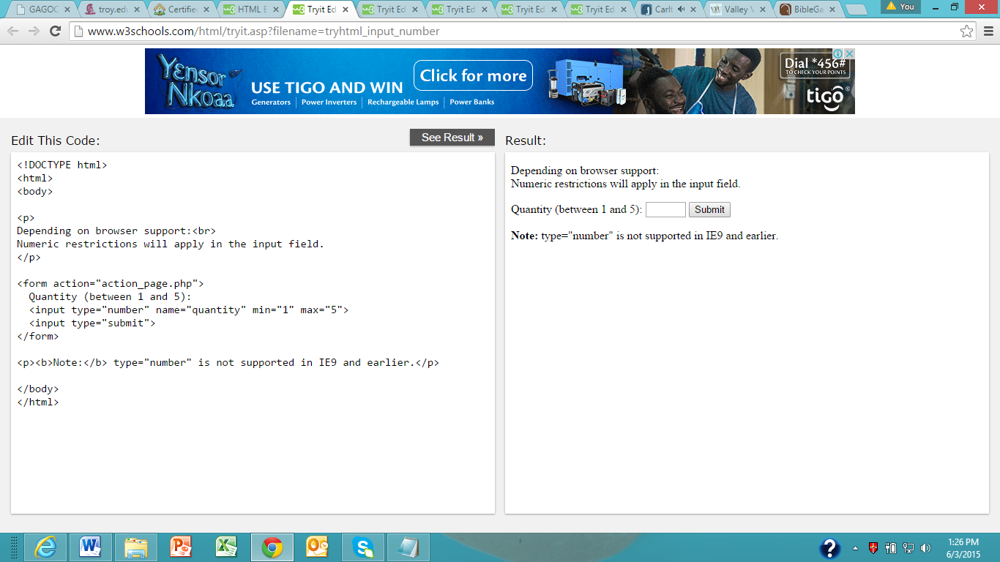 GAGOC
troy.ed
Certifie
HTML E
Tryit Ed
Tryit Ed
Tryit Ed
Tryit Ed
Tryit Ed
Carlt
Valley V
BibleGa
You
www.w3schools.com/html/tryit.asp?filename=tryhtml_input_number
Yensor Nkoaa
USE TIGO AND WIN
Generators | Power Inverters | Rechargeable Lamps | Power Banks
Click for more
Dial *456#
TO CHECK YOUR POINTS
tigo®
Edit This Code:
See Result »
<!DOCTYPE html>
<html>
<body>
<p>
Depending on browser support:<br>
Numeric restrictions will apply in the input field.
</p>
<form action="action_page.php">
Quantity (between 1 and 5):
<input type="number" name="quantity" min="1" max="5">
<input type="submit">
</form>
<p><b>Note:</b> type="number" is not supported in IE9 and earlier.</p>
</body>
</html>
Result:
Depending on browser support:
Numeric restrictions will apply in the input field.
Quantity (between 1 and 5): Submit
Note: type="number" is not supported in IE9 and earlier.
1:26 PM
6/3/2015